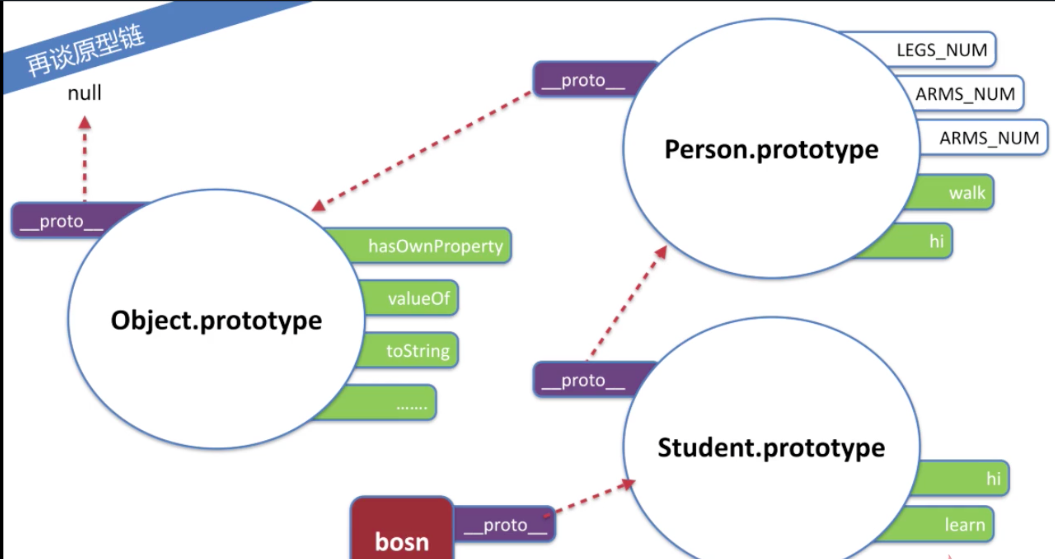 再谈原型链
null
__proto__
Object.prototype
hasOwnProperty
valueOf
toString
.......
__proto__
Person.prototype
LEGS_NUM
ARMS_NUM
ARMS_NUM
walk
hi
__proto__
Student.prototype
hi
learn
bosn
__proto__